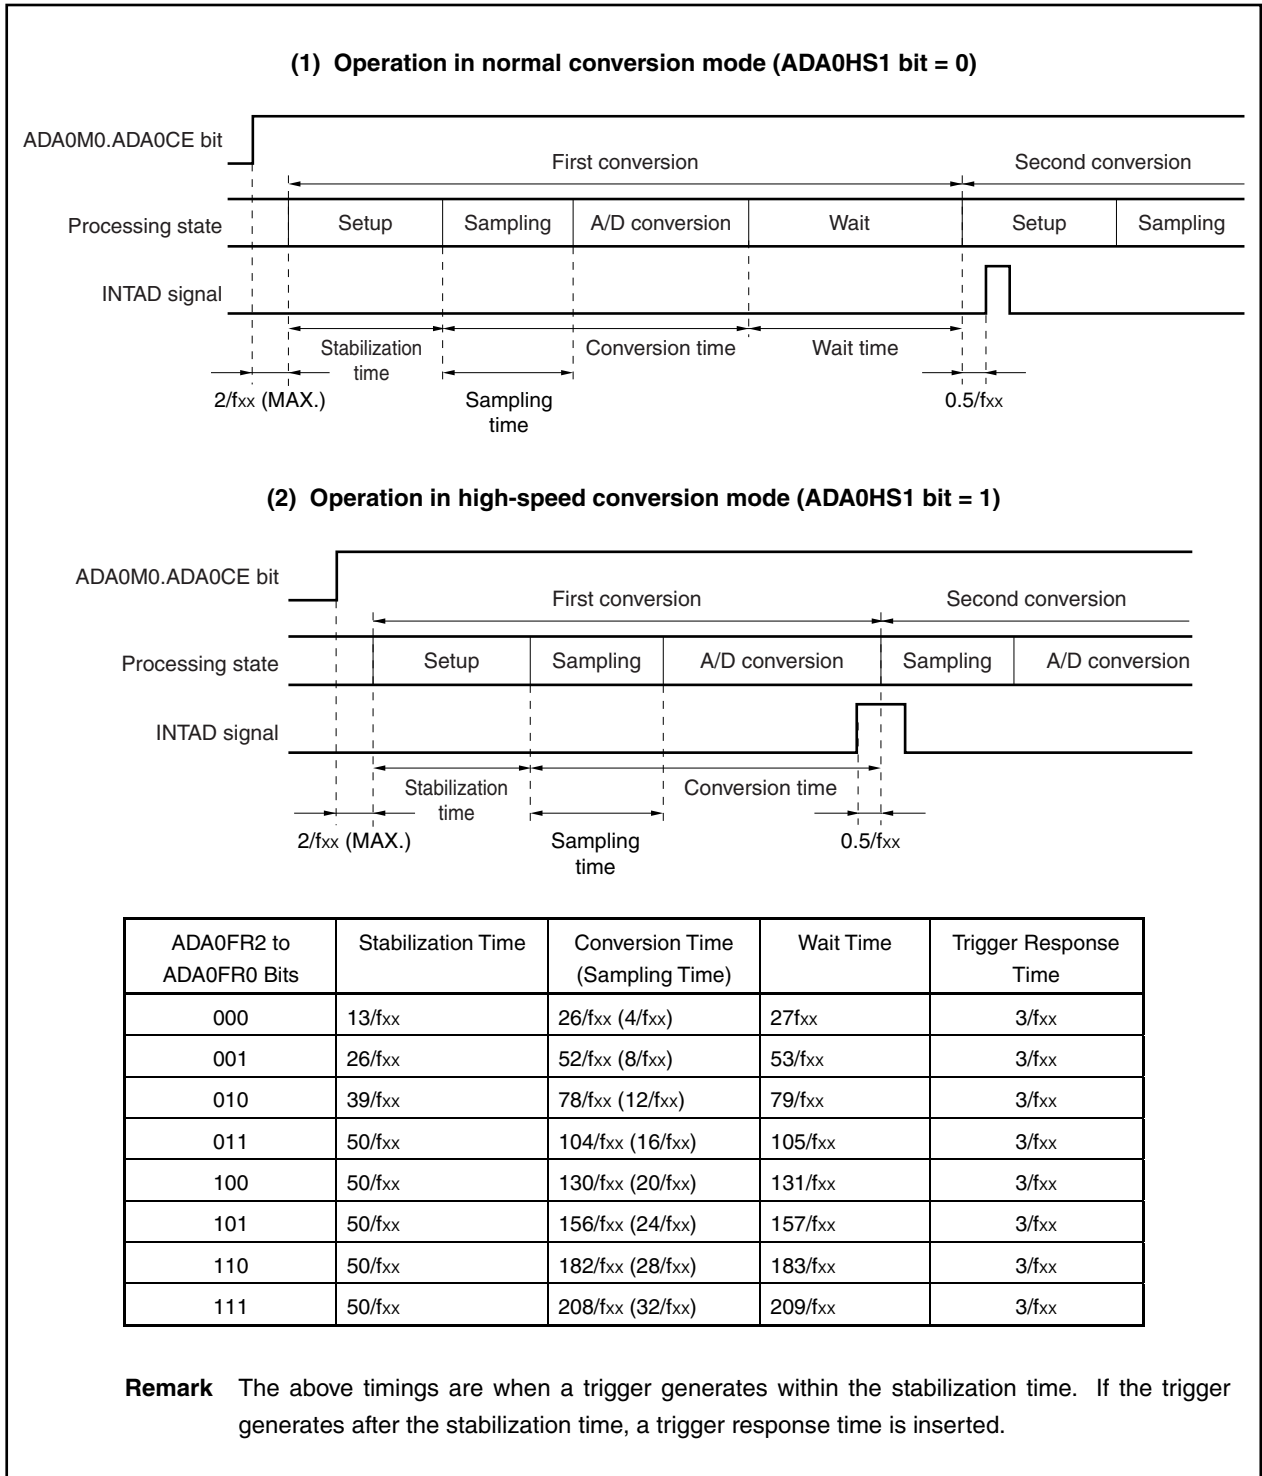 (1) Operation in normal conversion mode (ADA0HS1 bit = 0)
ADA0M0.ADA0CE bit
First conversion
Second conversion
Processing state
Setup
Sampling
A/D conversion
Wait
Setup
Sampling
INTAD signal
Stabilization
time
Conversion time
Wait time
2/fxx (MAX.)
Sampling
time
0.5/fxx
(2) Operation in high-speed conversion mode (ADA0HS1 bit = 1)
ADA0M0.ADA0CE bit
First conversion
Second conversion
Processing state
Setup
Sampling
A/D conversion
Sampling
A/D conversion
INTAD signal
Stabilization
time
Conversion time
2/fxx (MAX.)
Sampling
time
0.5/fxx
ADA0FR2 to
ADA0FR0 Bits
Stabilization Time
Conversion Time
(Sampling Time)
Wait Time
Trigger Response
Time
000 13/fxx 26/fxx (4/fxx) 27fxx 3/fxx
001 26/fxx 52/fxx (8/fxx) 53/fxx 3/fxx
010 39/fxx 78/fxx (12/fxx) 79/fxx 3/fxx
011 50/fxx 104/fxx (16/fxx) 105/fxx 3/fxx
100 50/fxx 130/fxx (20/fxx) 131/fxx 3/fxx
101 50/fxx 156/fxx (24/fxx) 157/fxx 3/fxx
110 50/fxx 182/fxx (28/fxx) 183/fxx 3/fxx
111 50/fxx 208/fxx (32/fxx) 209/fxx 3/fxx
Remark The above timings are when a trigger generates within the stabilization time. If the trigger
generates after the stabilization time, a trigger response time is inserted.